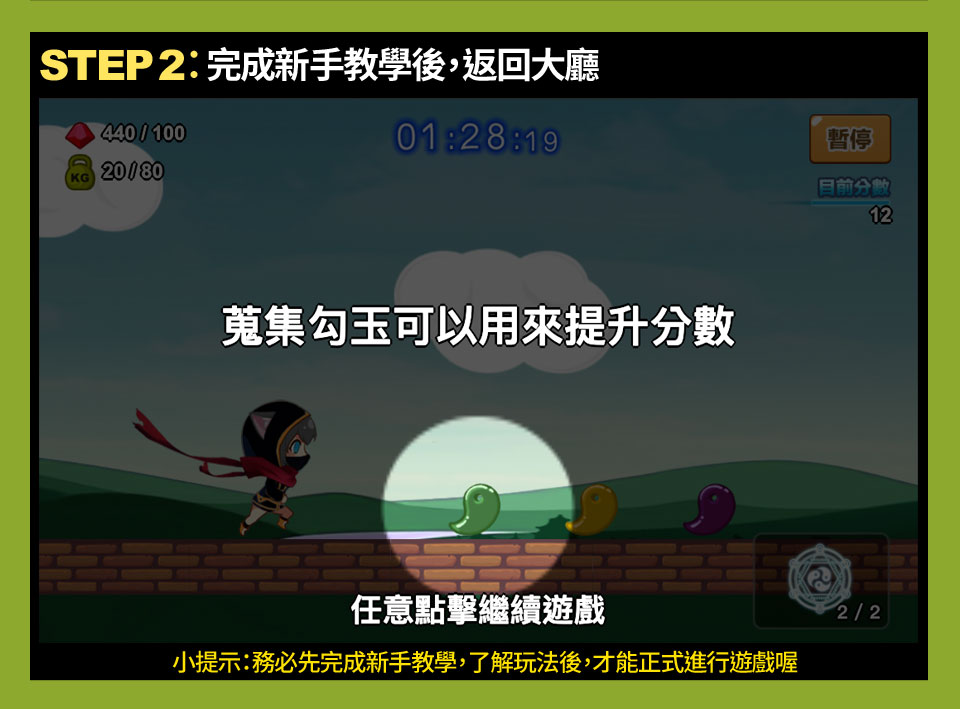 STEP 2：完成新手教學後，返回大廳
440 / 100
01:28:19
暫停
KG 20 / 80
目前分數
12
蒐集勾玉可以用來提升分數
任意點擊繼續遊戲
2 / 2
小提示：務必先完成新手教學，了解玩法後，才能正式進行遊戲喔